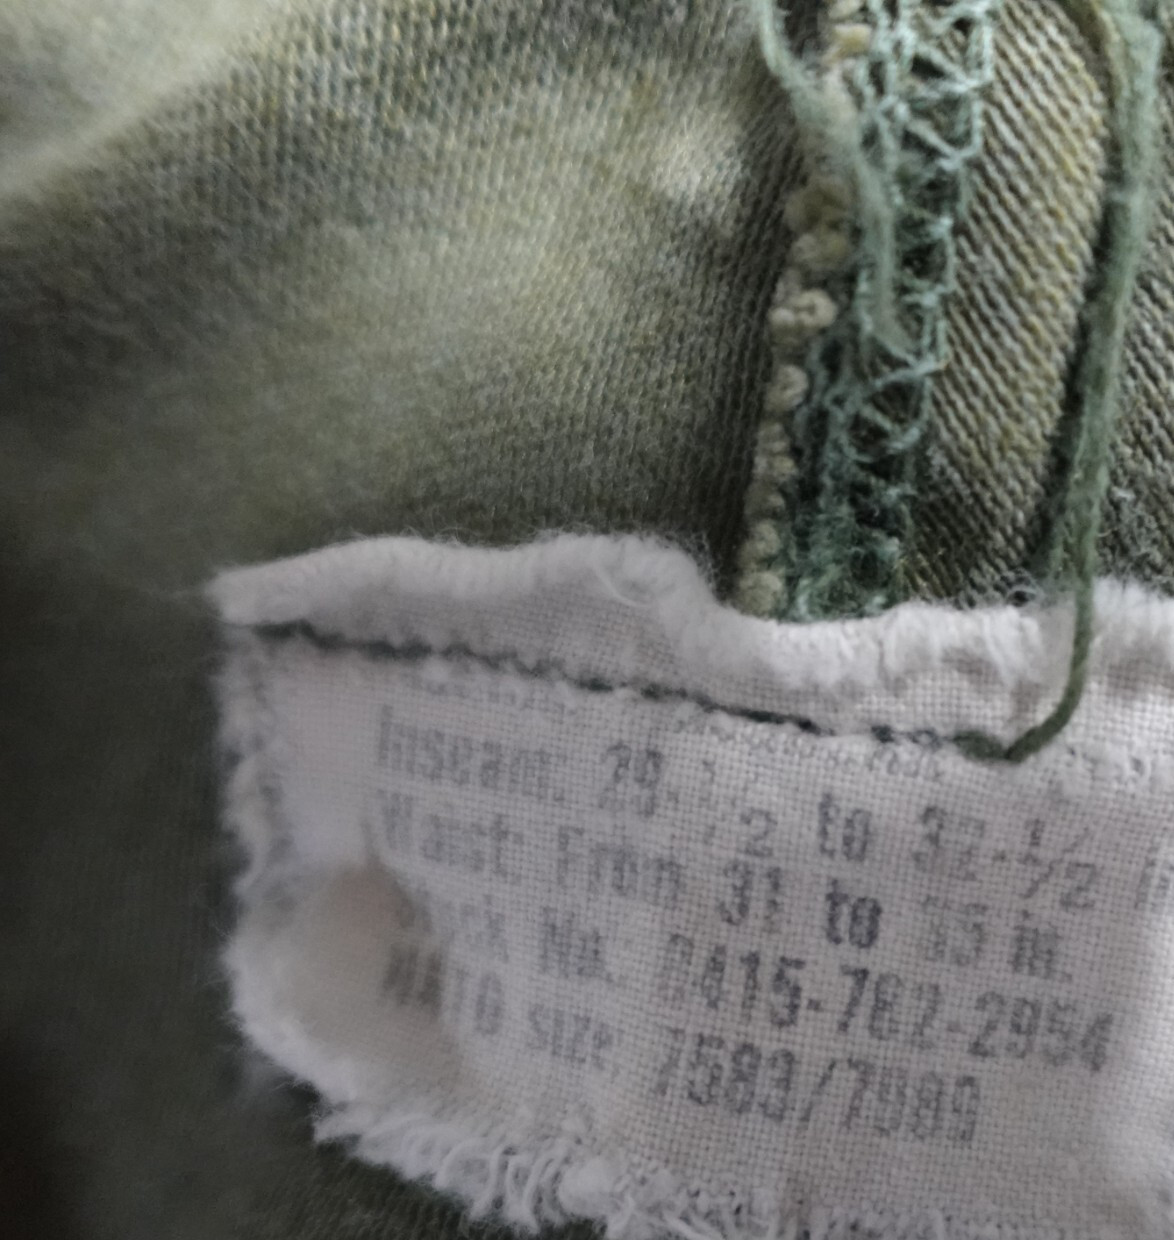 Inseam: 29-1/2 to 32-1/2
Waist: From 31 to 35 in.
Stock No. 8415-782-2954
NATO size: 7583/7989